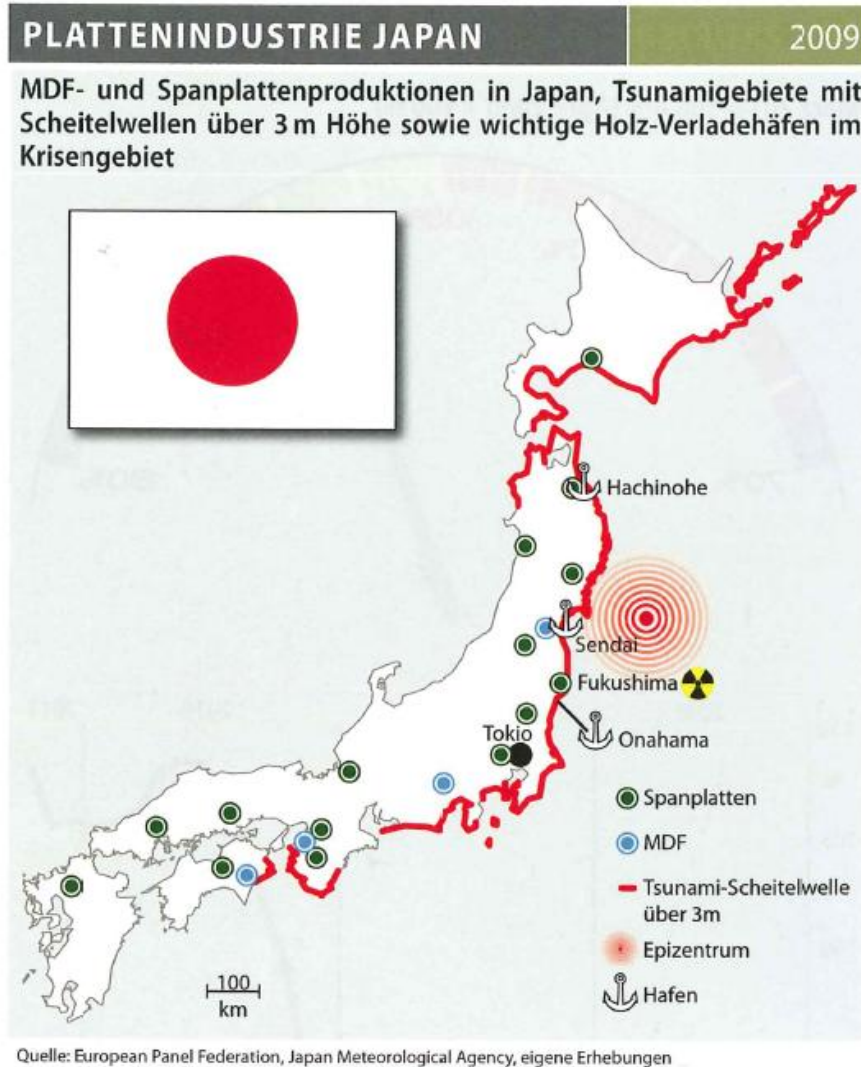 PLATTENINDUSTRIE JAPAN 2009
MDF- und Spanplattenproduktionen in Japan, Tsunamigebiete mit
Scheitelwellen über 3 m Höhe sowie wichtige Holz-Verladehäfen im
Krisengebiet
Hachinohe
Sendai
Fukushima
Tokio
Onahama
Spanplatten
MDF
Tsunami-Scheitelwelle
über 3m
Epizentrum
Hafen
100
km
Quelle: European Panel Federation, Japan Meteorological Agency, eigene Erhebungen